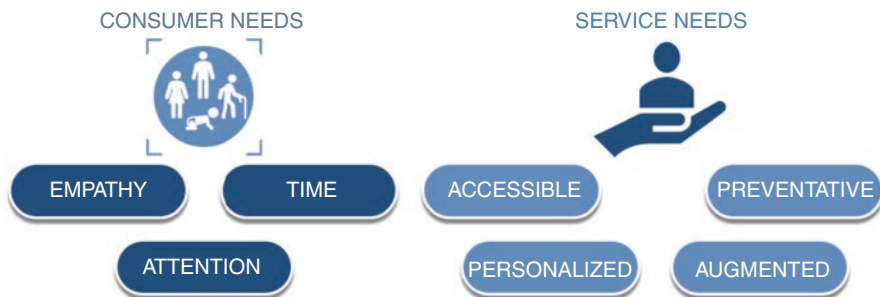 CONSUMER NEEDS
SERVICE NEEDS
EMPATHY
TIME
ACCESSIBLE
PREVENTATIVE
ATTENTION
PERSONALIZED
AUGMENTED